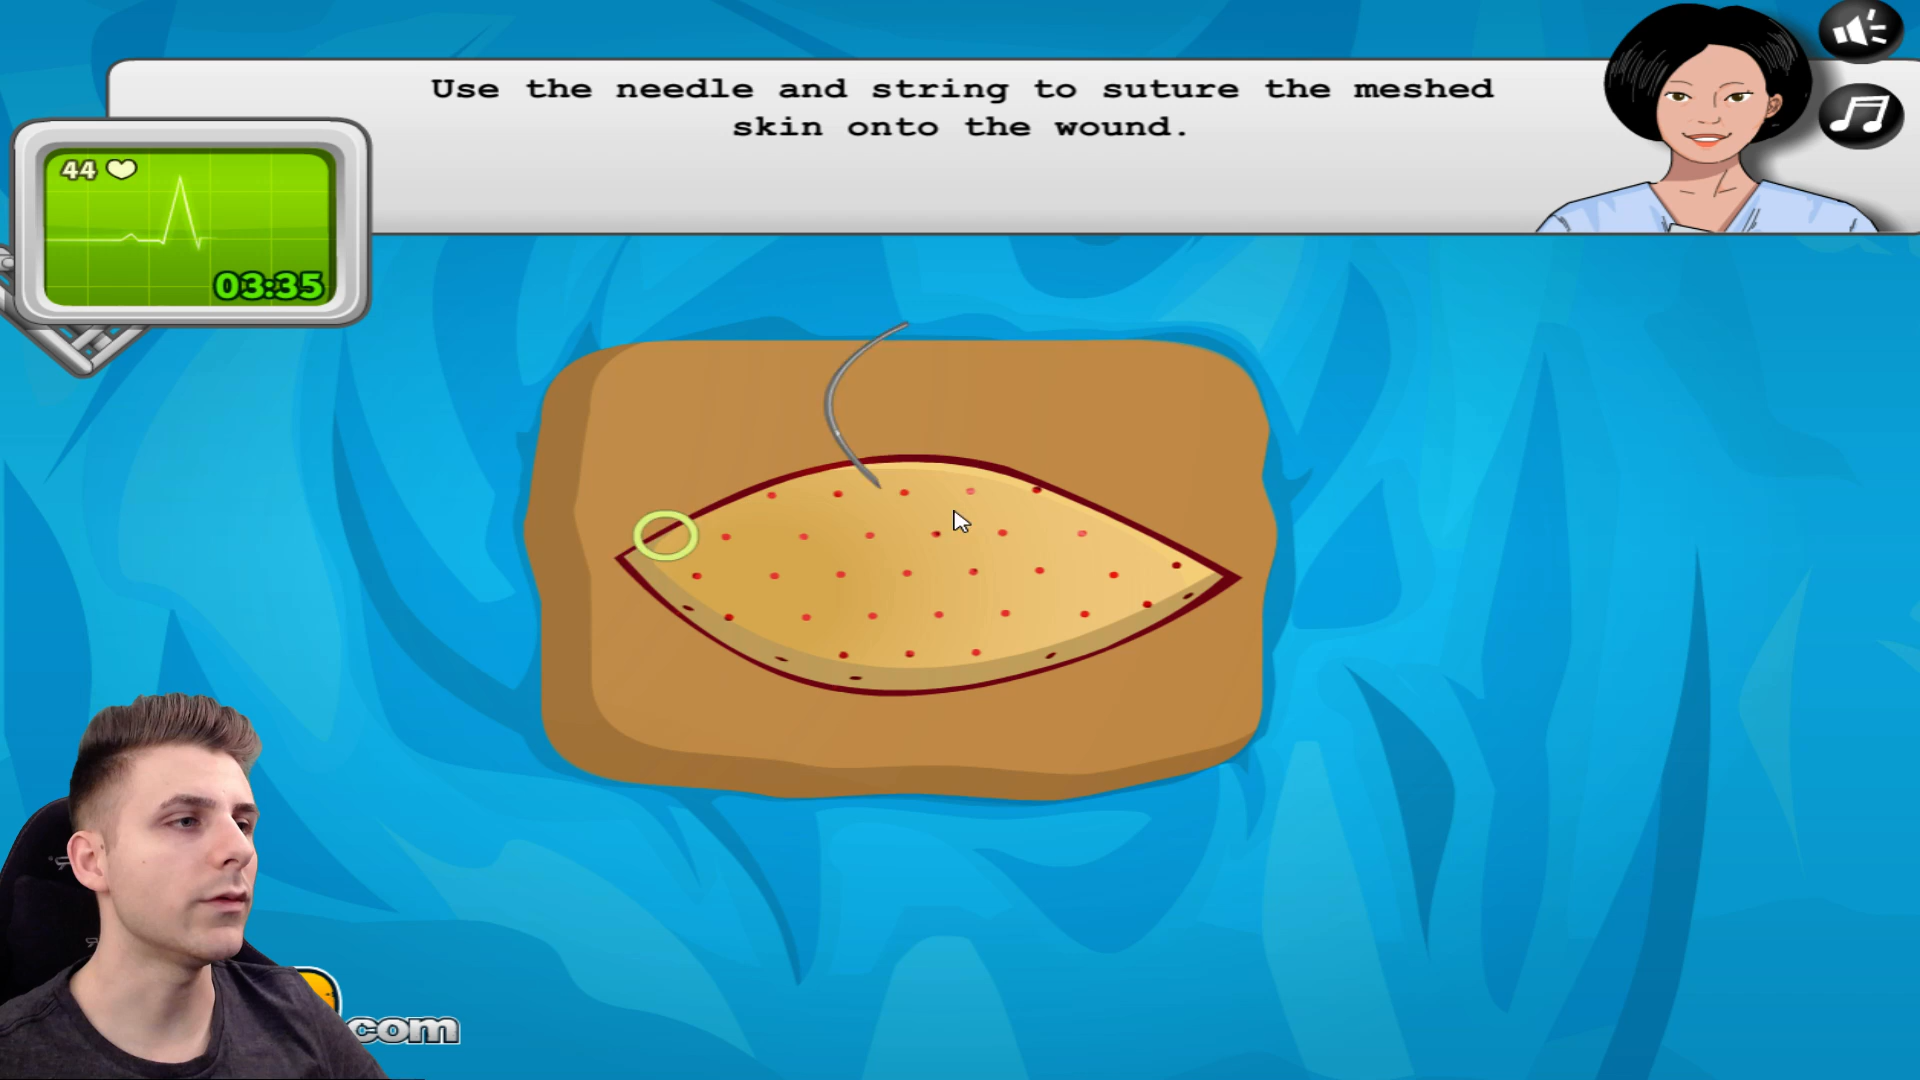 Use the needle and string to suture the meshed
skin onto the wound.
44
03:35
.com